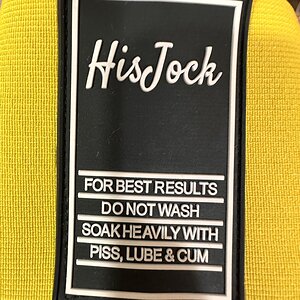 HisJock
FOR BEST RESULTS
DO NOT WASH
SOAK HEAVILY WITH
PISS, LUBE & CUM